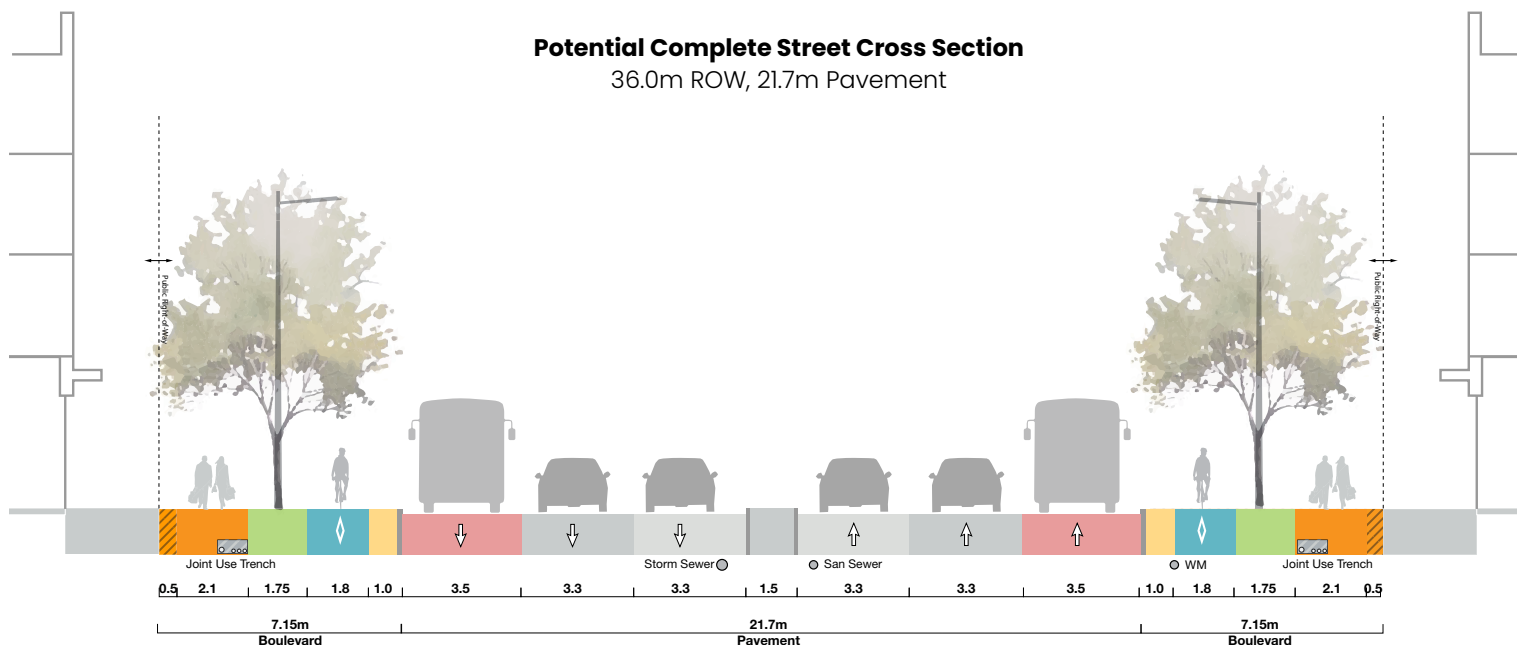 Potential Complete Street Cross Section
36.0m ROW, 21.7m Pavement
Public Right-of-Way
Public Right-of-Way
Joint Use Trench
Storm Sewer
San Sewer
WM
Joint Use Trench
0.5 2.1 1.75 1.8 1.0 3.5 3.3 3.3 1.5 3.3 3.3 3.5 1.0 1.8 1.75 2.1 0.5
7.15m 21.7m 7.15m
Boulevard Pavement Boulevard